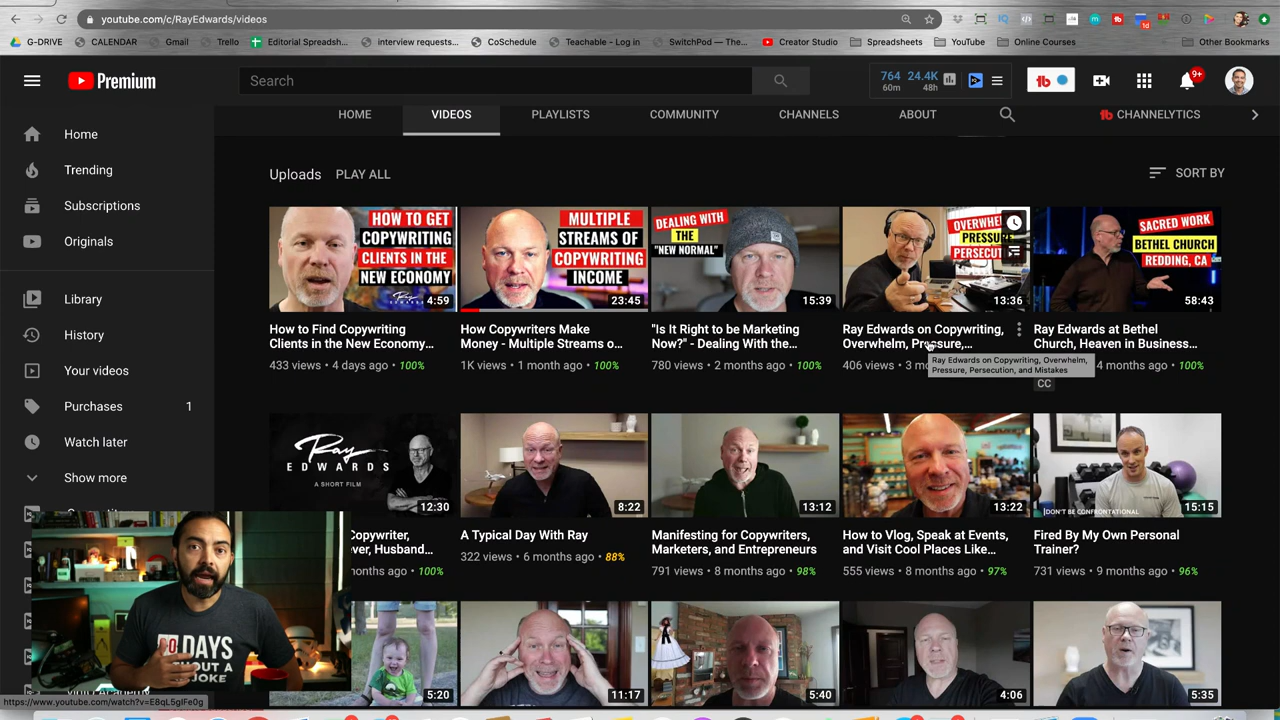 youtube.com/c/RayEdwards/videos
G-DRIVE
CALENDAR
Gmail
Trello
Editorial Spreadsh...
interview requests...
CoSchedule
Teachable - Log in
SwitchPod — The...
Creator Studio
Spreadsheets
YouTube
Online Courses
Other Bookmarks
Premium
Search
764
60m
24.4K
48h
9+
HOME
VIDEOS
PLAYLISTS
COMMUNITY
CHANNELS
ABOUT
CHANNELYTICS
Home
Trending
Subscriptions
Originals
Library
History
Your videos
Purchases 1
Watch later
Show more
Uploads
PLAY ALL
SORT BY
HOW TO GET
COPYWRITING
CLIENTS IN THE
NEW ECONOMY
4:59
MULTIPLE
STREAMS OF
COPYWRITING
INCOME
23:45
DEALING WITH
THE
"NEW NORMAL"
15:39
13:36
SACRED WORK
BETHEL CHURCH
REDDING, CA
58:43
How to Find Copywriting
Clients in the New Economy…
433 views • 4 days ago • 100%
How Copywriters Make
Money - Multiple Streams o…
1K views • 1 month ago • 100%
"Is It Right to be Marketing
Now?" - Dealing With the…
780 views • 2 months ago • 100%
Ray Edwards on Copywriting,
Overwhelm, Pressure,…
406 views • 3 mo
Ray Edwards on Copywriting, Overwhelm,
Pressure, Persecution, and Mistakes
Ray Edwards at Bethel
Church, Heaven in Business…
4 months ago • 100%
CC
Ray
EDWARDS
A SHORT FILM
12:30
8:22
13:12
13:22
DON'T BE CONFRONTATIONAL
15:15
Copywriter,
ver, Husband…
months ago • 100%
A Typical Day With Ray
322 views • 6 months ago • 88%
Manifesting for Copywriters,
Marketers, and Entrepreneurs
791 views • 8 months ago • 98%
How to Vlog, Speak at Events,
and Visit Cool Places Like…
555 views • 8 months ago • 97%
Fired By My Own Personal
Trainer?
731 views • 9 months ago • 96%
5:20
11:17
5:40
4:06
5:35
DAYS
https://www.youtube.com/watch?v=E8qL5glFe0g